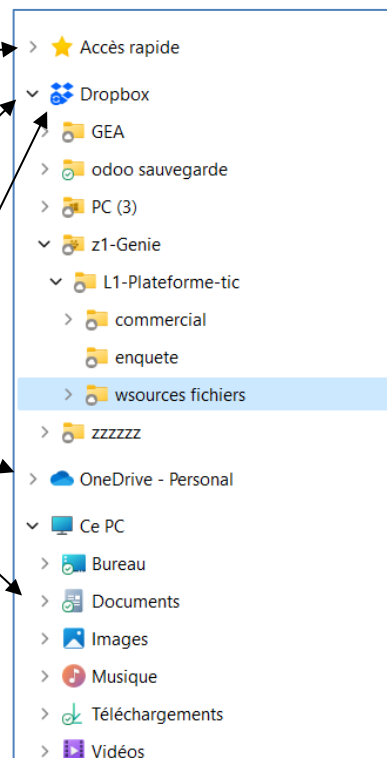 Accès rapide
Dropbox
GEA
odoo sauvegarde
PC (3)
z1-Genie
L1-Plateforme-tic
commercial
enquete
wsources fichiers
zzzzzz
OneDrive - Personal
Ce PC
Bureau
Documents
Images
Musique
Téléchargements
Vidéos